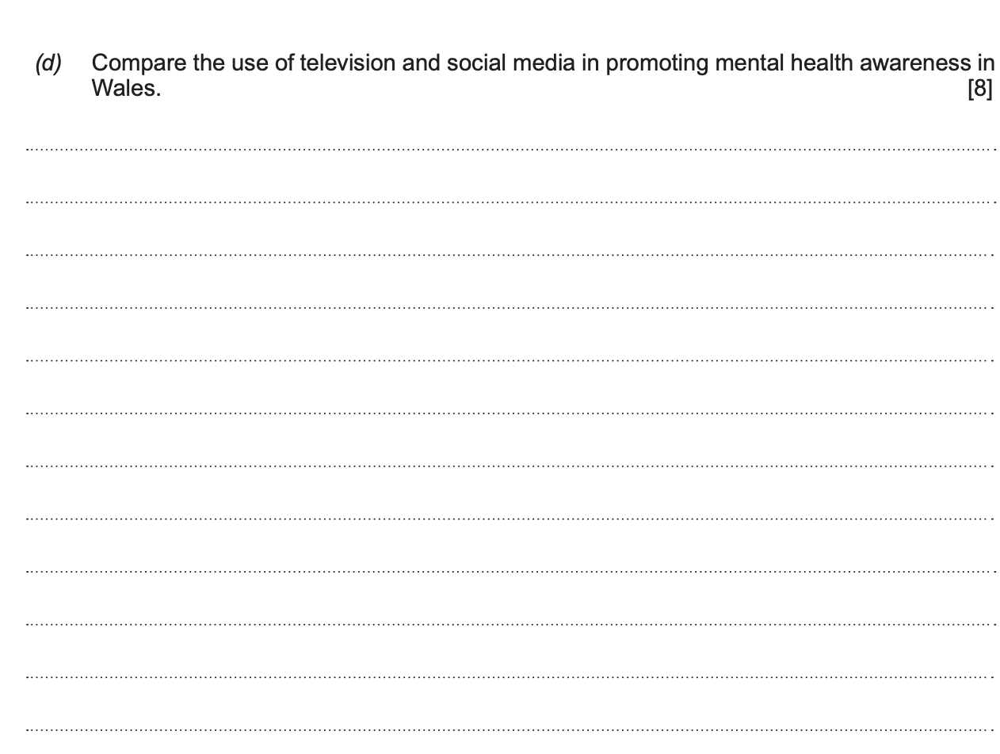 (d) Compare the use of television and social media in promoting mental health awareness in
Wales. [8]